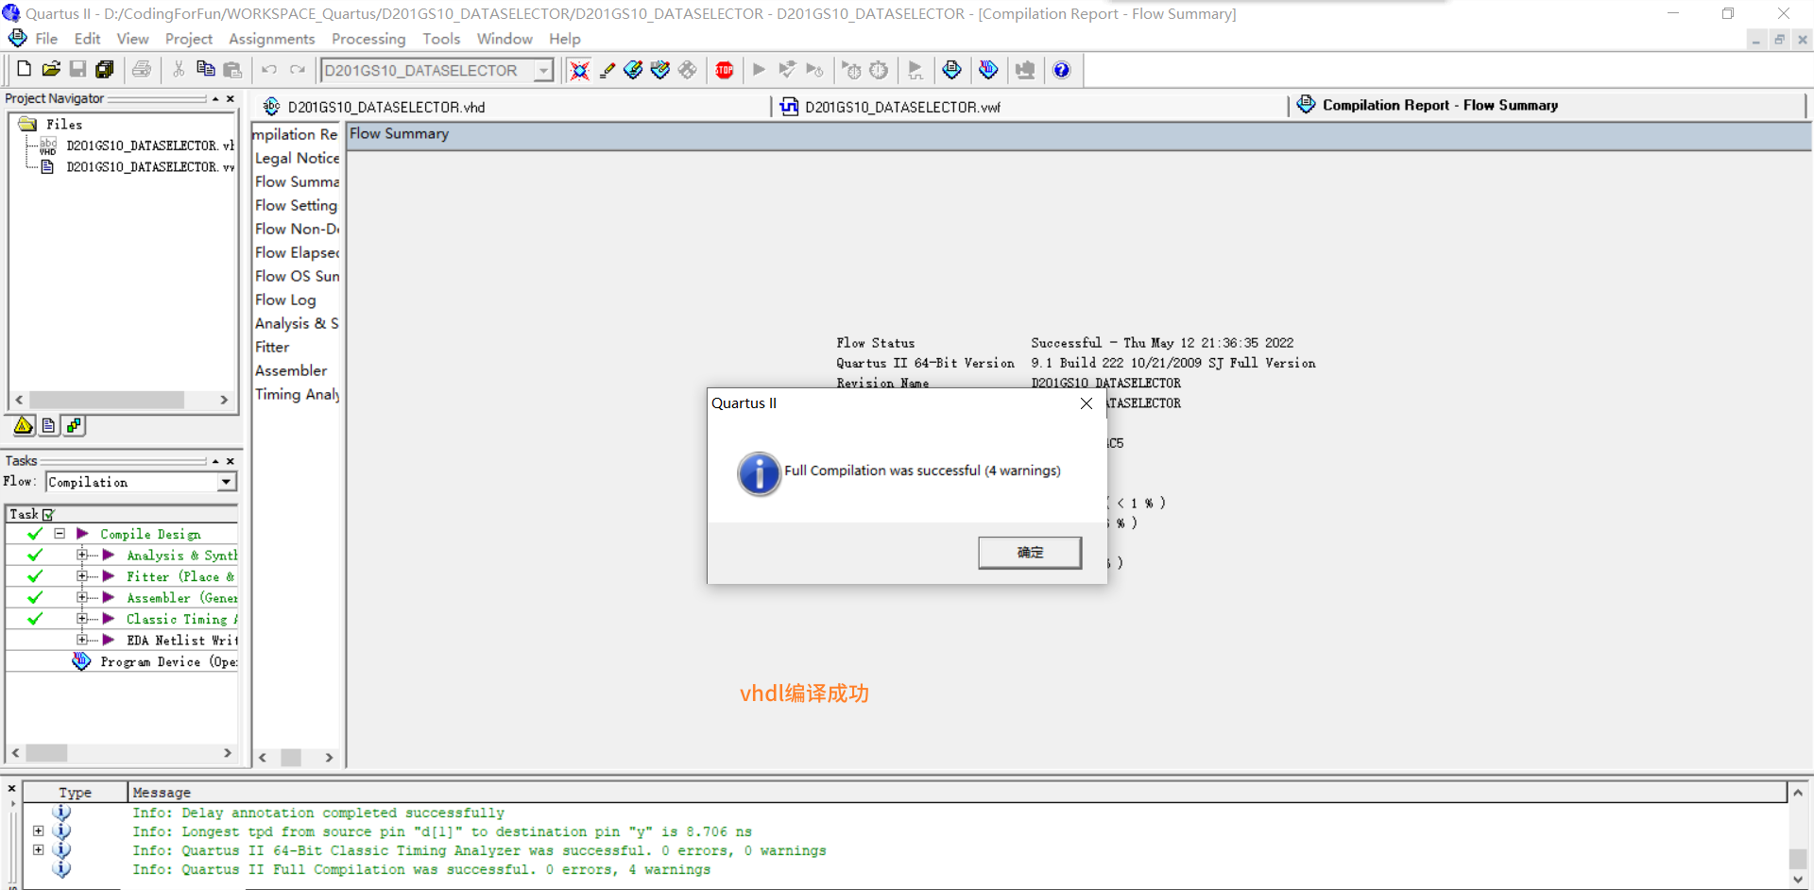 Quartus II - D:/CodingForFun/WORKSPACE_Quartus/D201GS10_DATASELECTOR/D201GS10_DATASELECTOR - D201GS10_DATASELECTOR - [Compilation Report - Flow Summary]
File Edit View Project Assignments Processing Tools Window Help
D201GS10_DATASELECTOR
STOP
Project Navigator
Files
D201GS10_DATASELECTOR.vh
D201GS10_DATASELECTOR.vw
D201GS10_DATASELECTOR.vhd
D201GS10_DATASELECTOR.vwf
Compilation Report - Flow Summary
mpilation Re
Legal Notice
Flow Summa
Flow Setting
Flow Non-De
Flow Elapsed
Flow OS Sum
Flow Log
Analysis & S
Fitter
Assembler
Timing Analy
Flow Summary
Flow Status Successful - Thu May 12 21:36:35 2022
Quartus II 64-Bit Version 9.1 Build 222 10/21/2009 SJ Full Version
Revision Name D201GS10_DATASELECTOR
TASELECTOR
C5
( < 1 % )
% )
)
Quartus II
Full Compilation was successful (4 warnings)
确定
vhdl编译成功
Tasks
Flow: Compilation
Task
Compile Design
Analysis & Synth
Fitter (Place &
Assembler (Gener
Classic Timing A
EDA Netlist Writ
Program Device (Open
Type Message
Info: Delay annotation completed successfully
Info: Longest tpd from source pin "d[1]" to destination pin "y" is 8.706 ns
Info: Quartus II 64-Bit Classic Timing Analyzer was successful. 0 errors, 0 warnings
Info: Quartus II Full Compilation was successful. 0 errors, 4 warnings